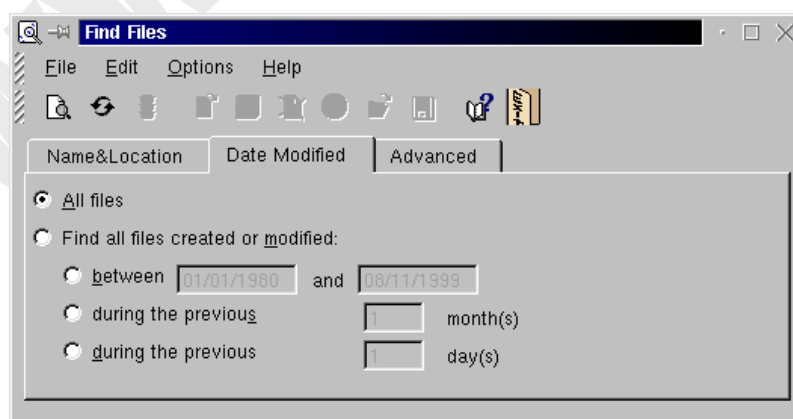 Find Files
File Edit Options Help
Name&Location Date Modified Advanced
All files
Find all files created or modified:
between 01/01/1980 and 08/11/1999
during the previous 1 month(s)
during the previous 1 day(s)